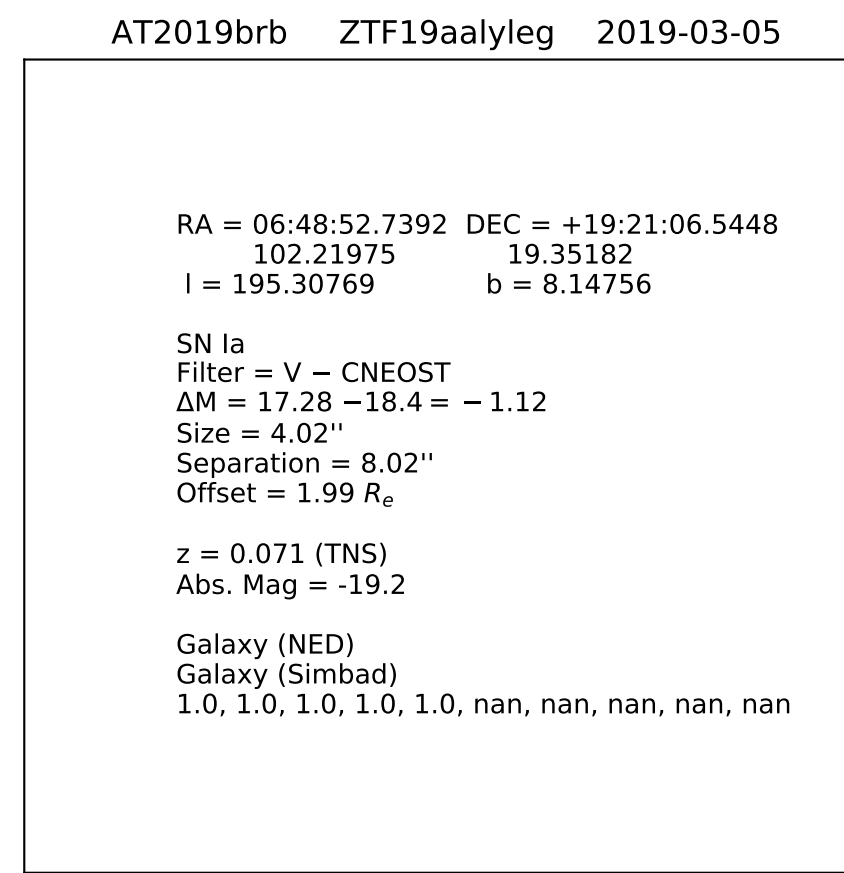 AT2019brb ZTF19aalyleg 2019-03-05
RA = 06:48:52.7392 DEC = +19:21:06.5448
102.21975 19.35182
l = 195.30769 b = 8.14756
SN Ia
Filter = V − CNEOST
ΔM = 17.28 −18.4 = − 1.12
Size = 4.02''
Separation = 8.02''
Offset = 1.99 Re
z = 0.071 (TNS)
Abs. Mag = -19.2
Galaxy (NED)
Galaxy (Simbad)
1.0, 1.0, 1.0, 1.0, 1.0, nan, nan, nan, nan, nan